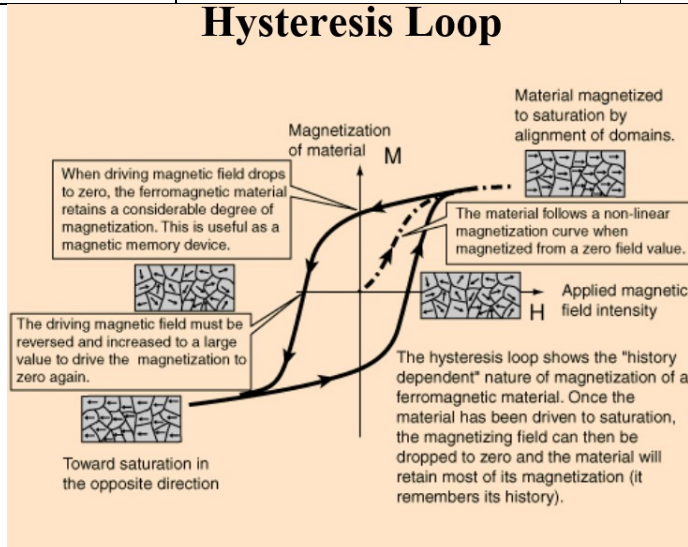 Hysteresis Loop
Material magnetized
to saturation by
alignment of domains.
Magnetization
of material M
When driving magnetic field drops
to zero, the ferromagnetic material
retains a considerable degree of
magnetization. This is useful as a
magnetic memory device.
The material follows a non-linear
magnetization curve when
magnetized from a zero field value.
Applied magnetic
H field intensity
The driving magnetic field must be
reversed and increased to a large
value to drive the magnetization to
zero again.
The hysteresis loop shows the "history
dependent" nature of magnetization of a
ferromagnetic material. Once the
material has been driven to saturation,
the magnetizing field can then be
dropped to zero and the material will
retain most of its magnetization (it
remembers its history).
Toward saturation in
the opposite direction